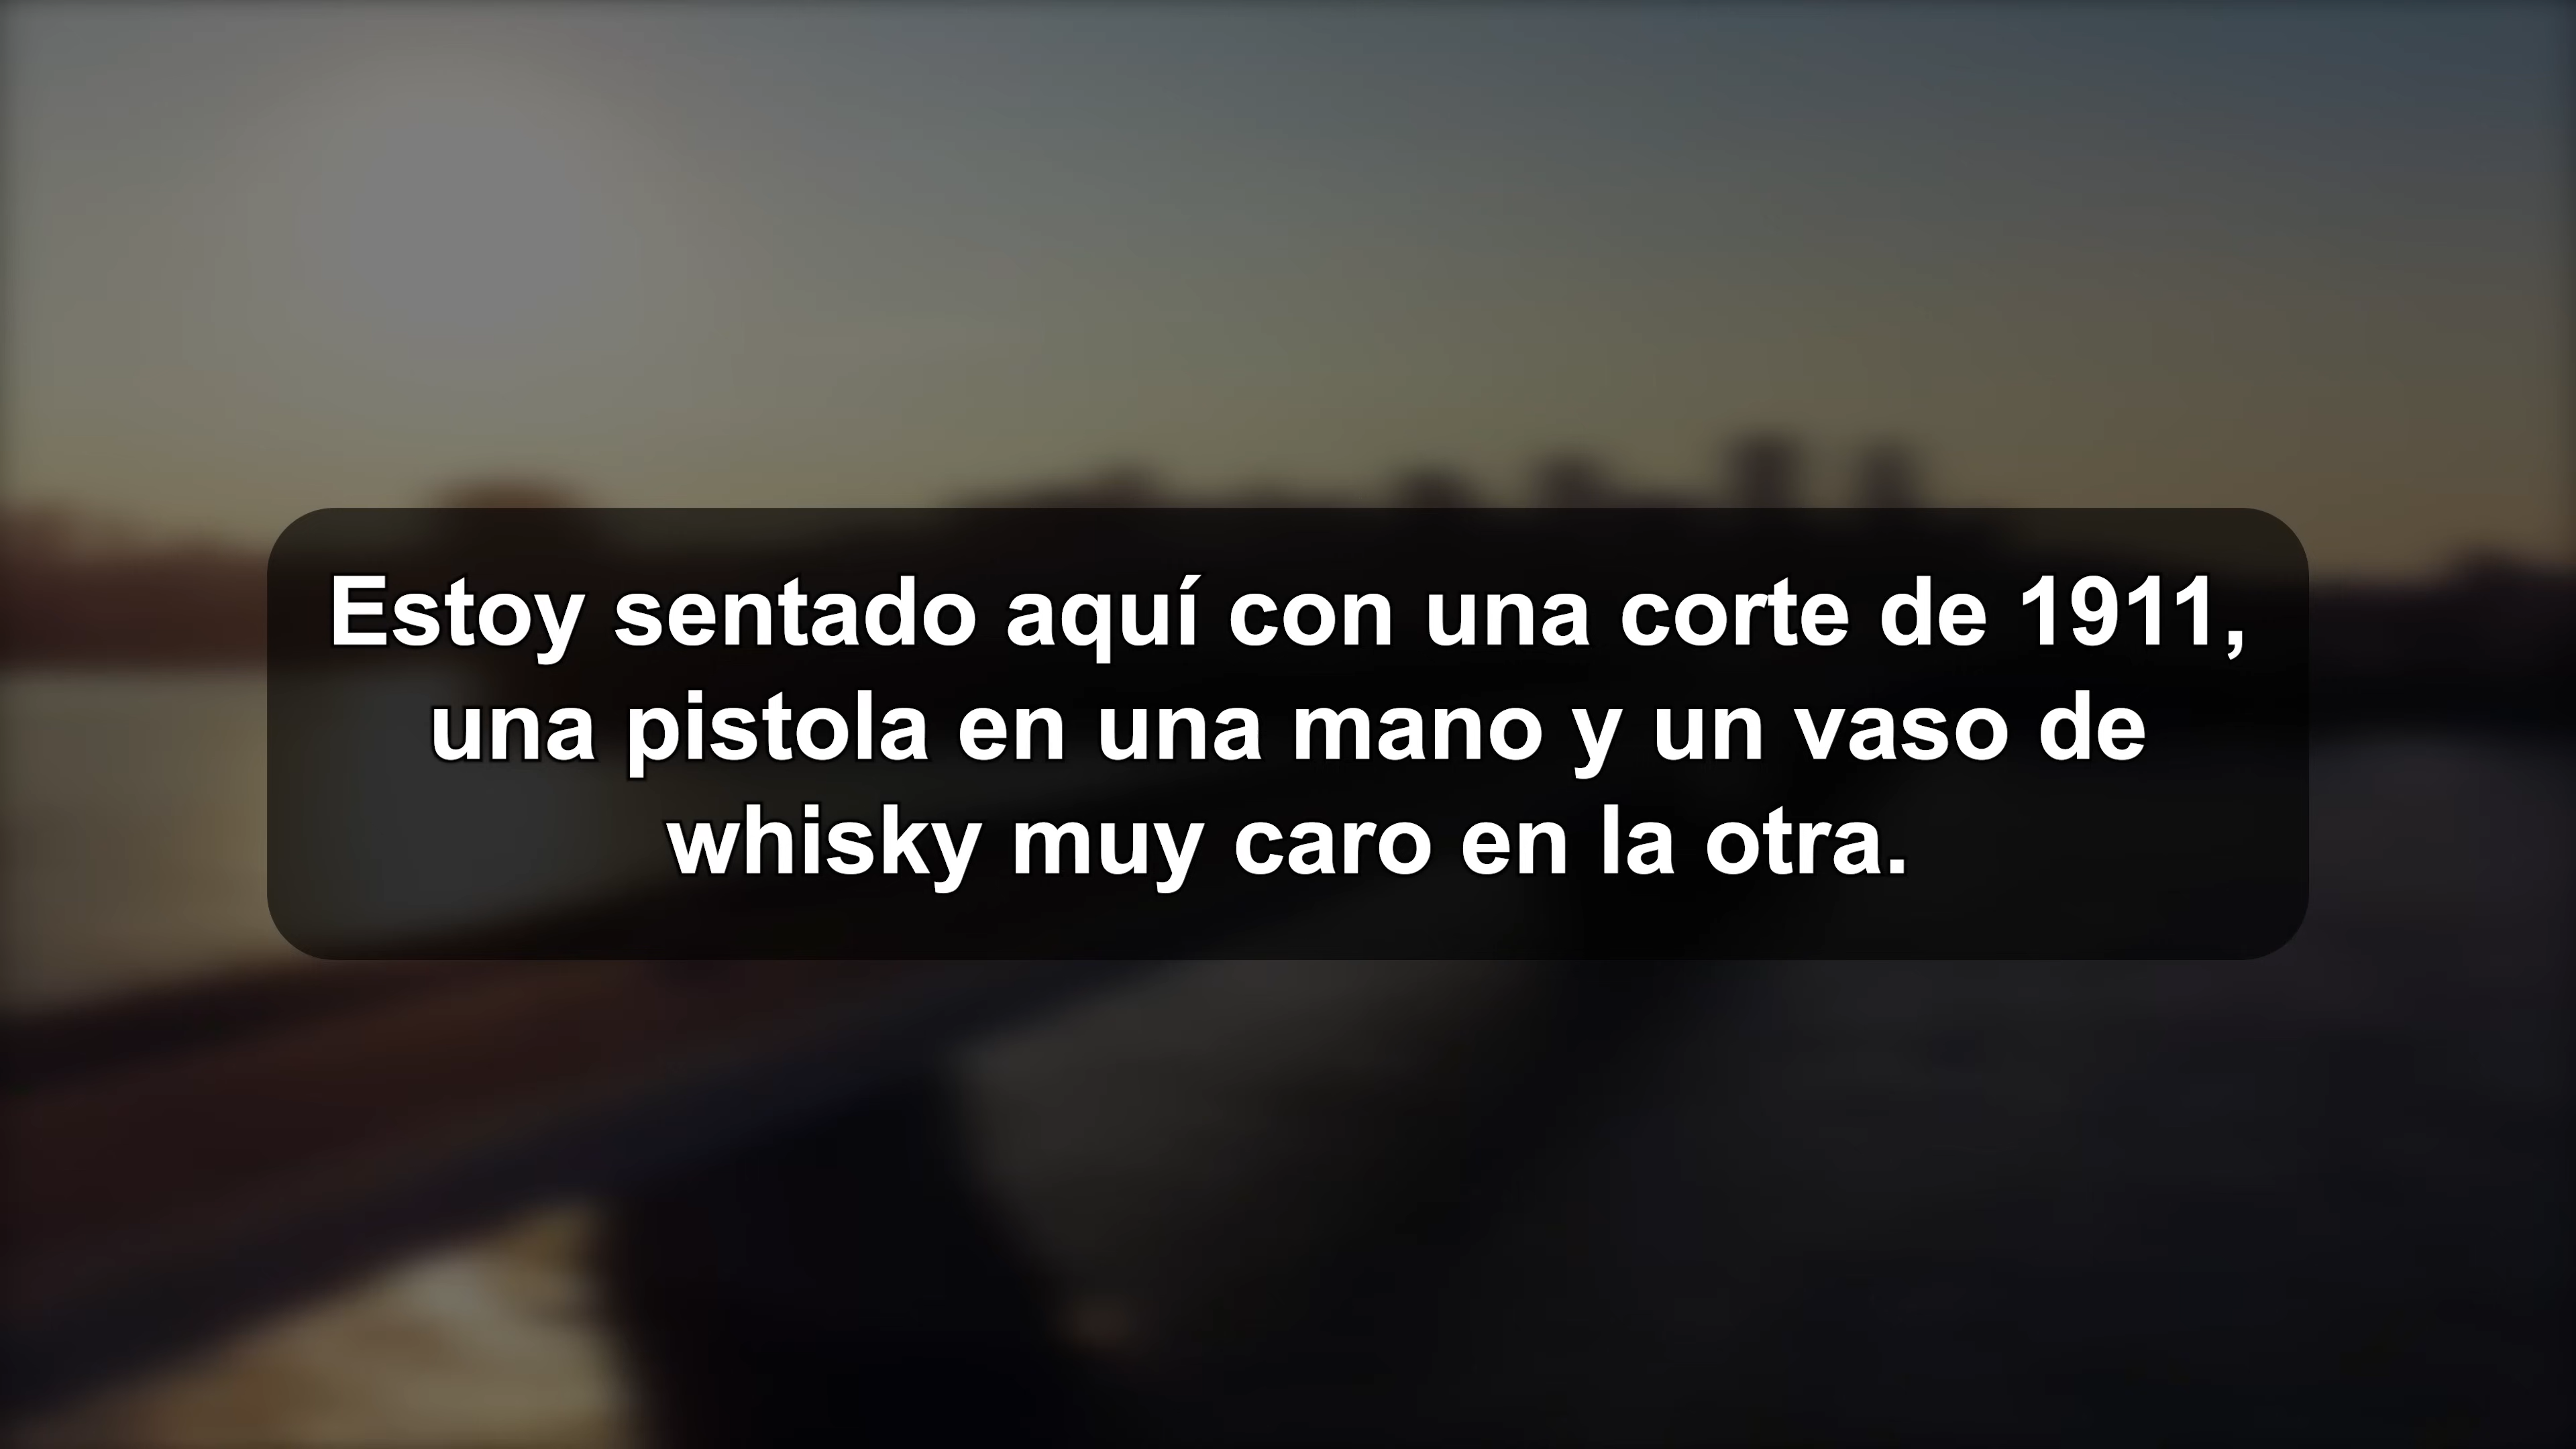 Estoy sentado aquí con una corte de 1911,
una pistola en una mano y un vaso de
whisky muy caro en la otra.